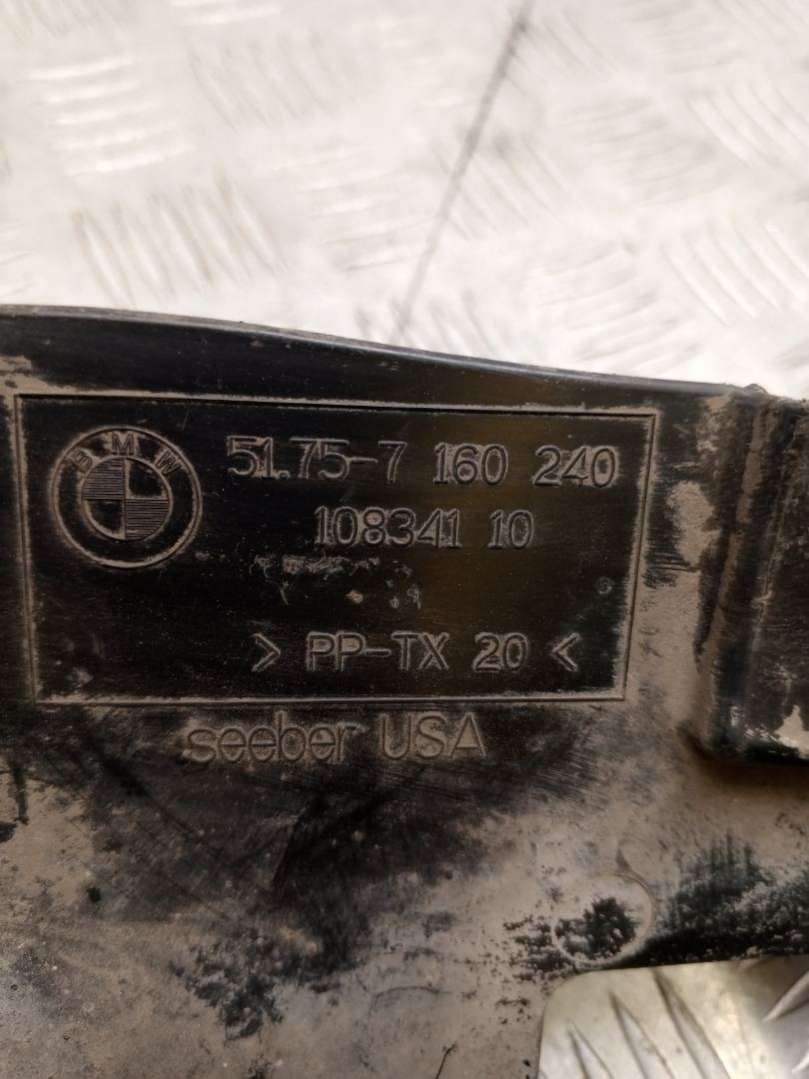 BMW
51.75-7 160 240
108341 10
> PP-TX 20 <
seeber USA